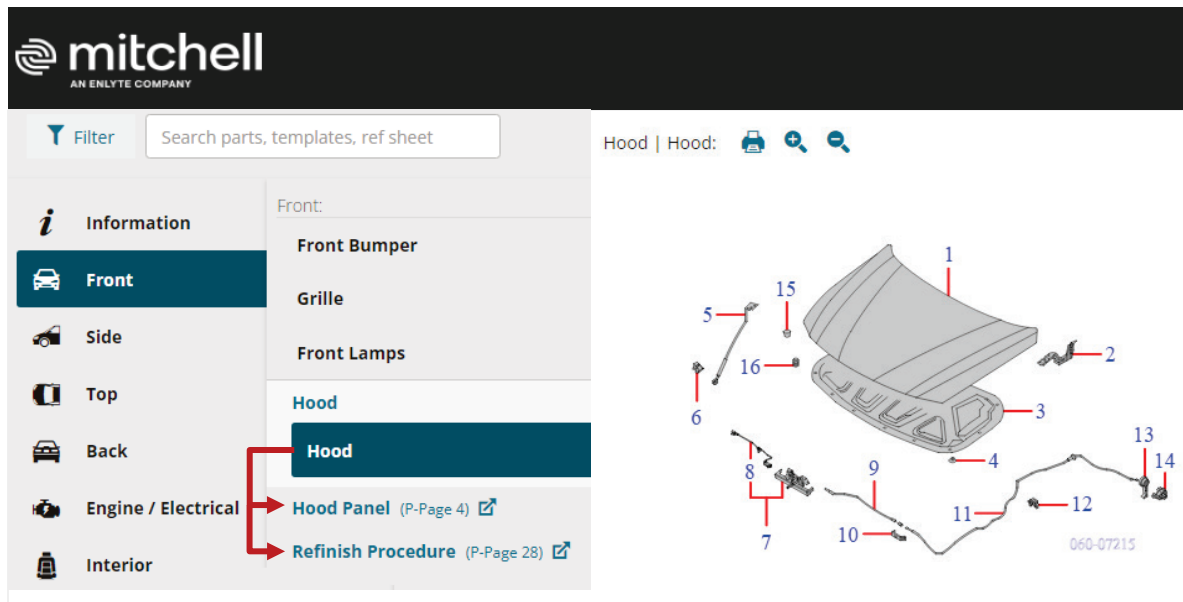 mitchell
AN ENLYTE COMPANY
Filter
Search parts, templates, ref sheet
Information
Front
Side
Top
Back
Engine / Electrical
Interior
Front:
Front Bumper
Grille
Front Lamps
Hood
Hood
Hood Panel (P-Page 4)
Refinish Procedure (P-Page 28)
Hood | Hood:
1
15
5
2
16
6
3
13
4
14
8
9
12
11
7
10
060-07215